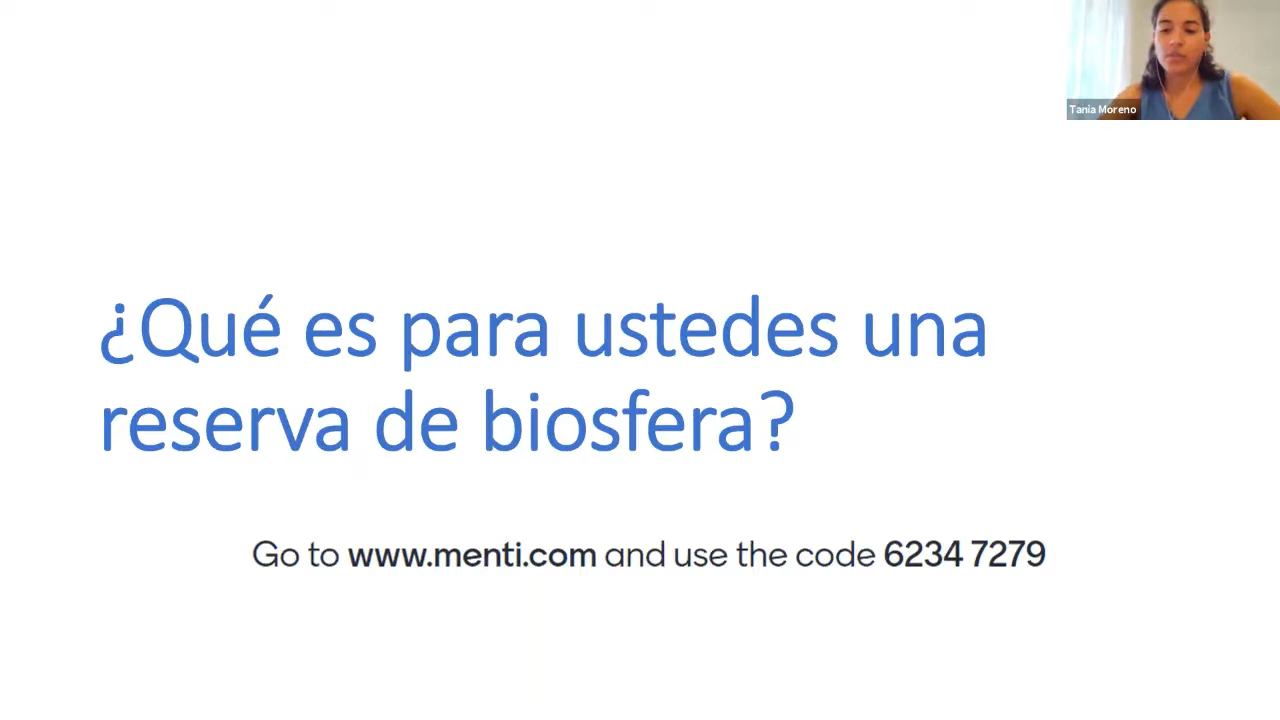 Tania Moreno
¿Qué es para ustedes una
reserva de biosfera?
Go to www.menti.com and use the code 6234 7279